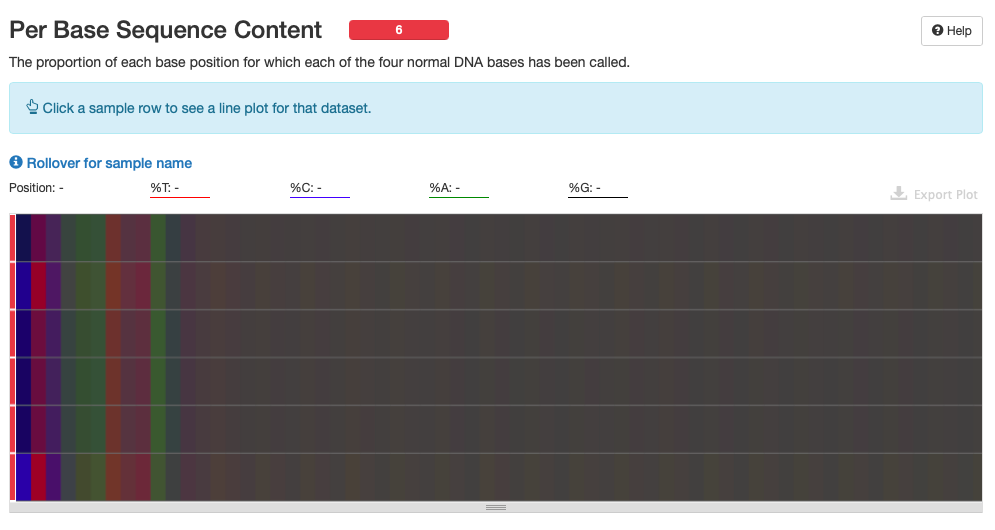 Per Base Sequence Content 6 Help
The proportion of each base position for which each of the four normal DNA bases has been called.
Click a sample row to see a line plot for that dataset.
Rollover for sample name
Position: - %T: - %C: - %A: - %G: - Export Plot